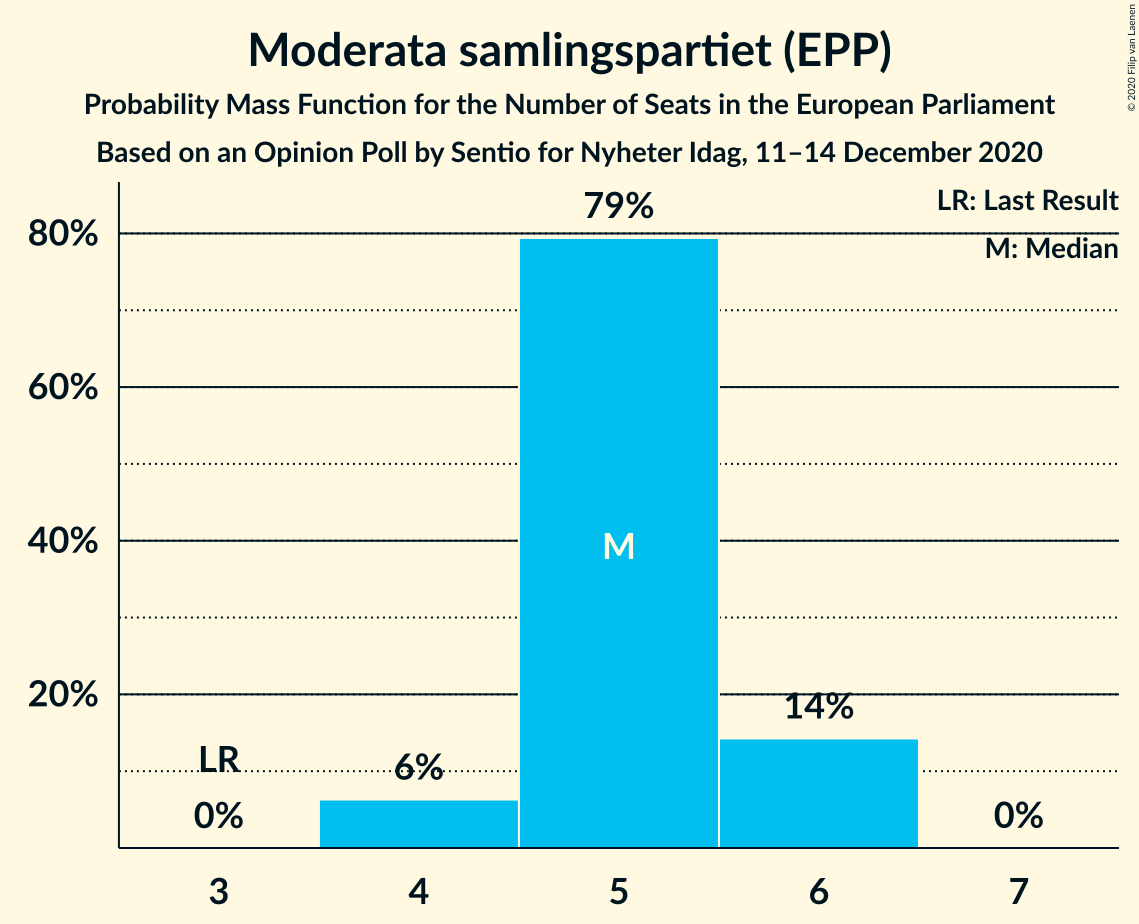 Moderata samlingspartiet (EPP)
Probability Mass Function for the Number of Seats in the European Parliament
Based on an Opinion Poll by Sentio for Nyheter Idag, 11–14 December 2020
© 2020 Filip van Laenen
LR: Last Result
M: Median
80%
60%
40%
20%
LR
0%
6%
79%
M
14%
0%
3
4
5
6
7